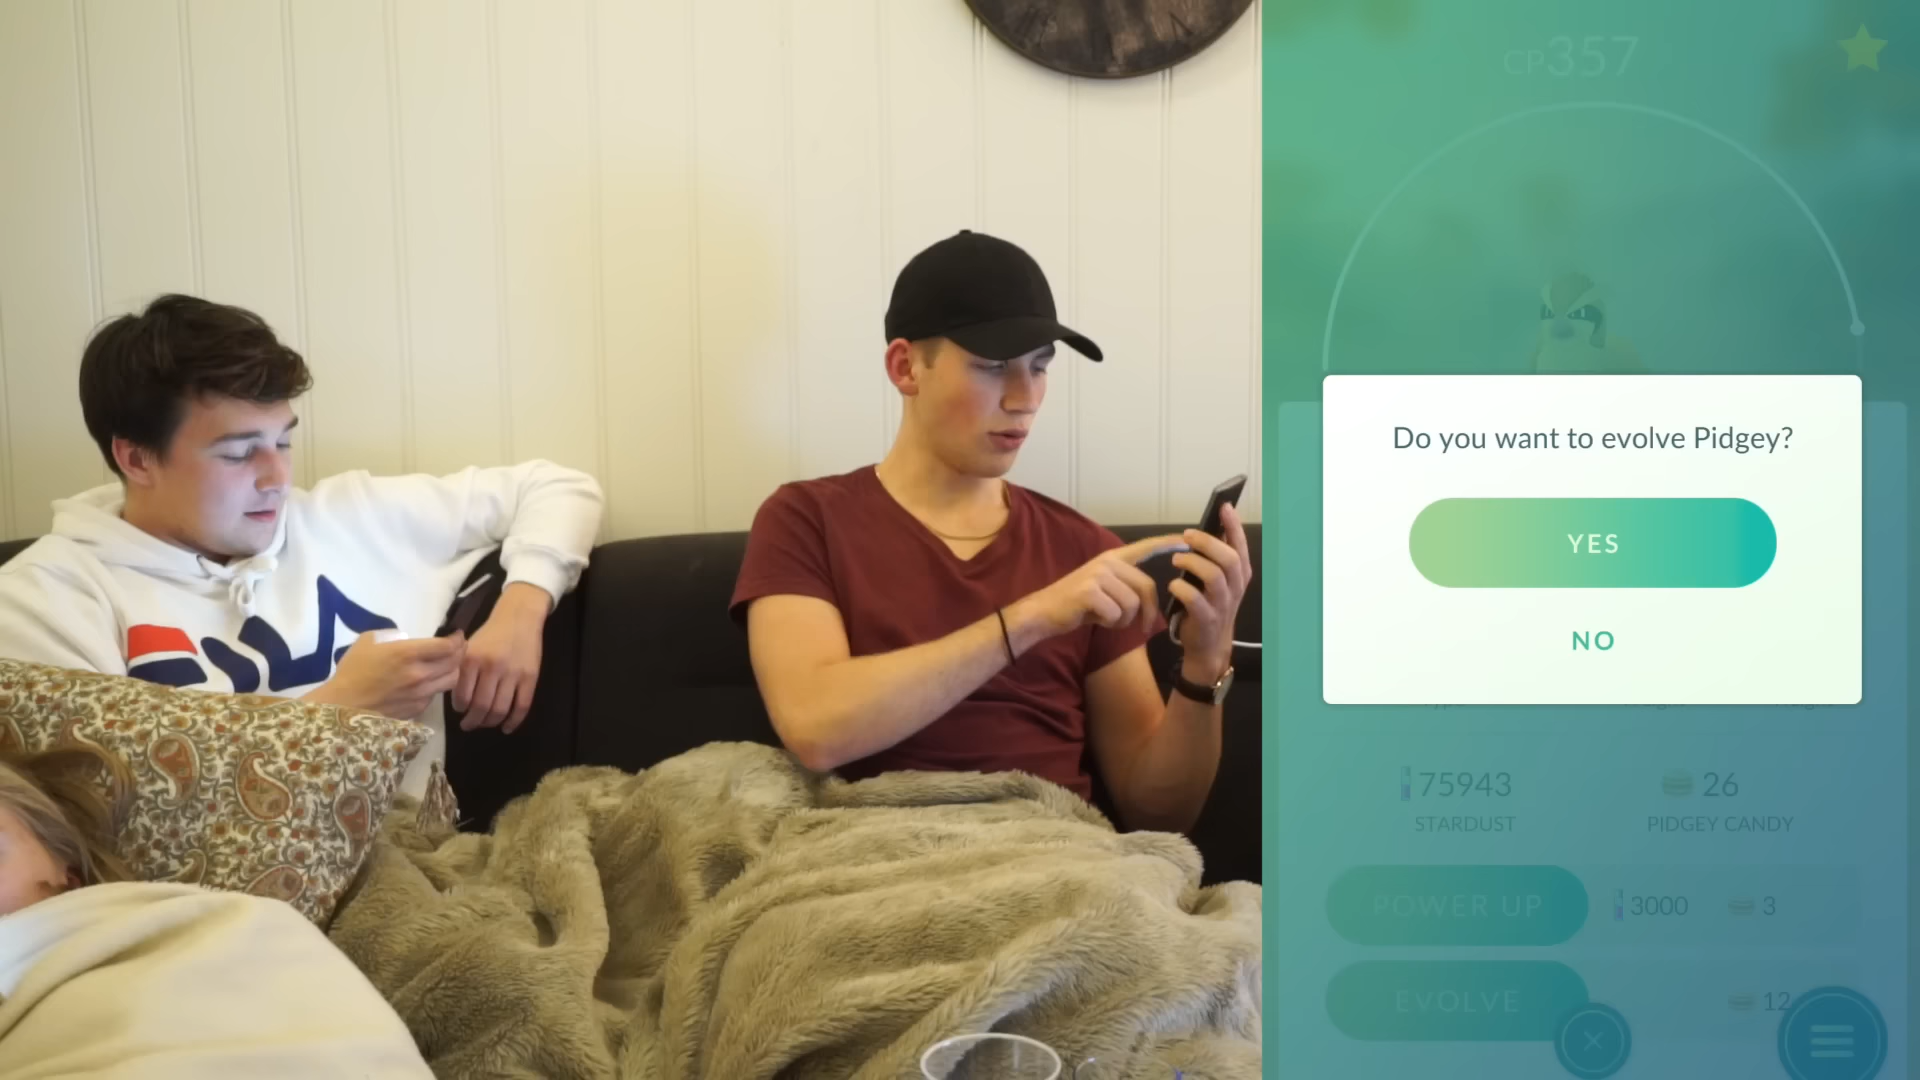 FILA
CP357
Do you want to evolve Pidgey?
YES
NO
75943
STARDUST
26
PIDGEY CANDY
POWER UP
3000
3
EVOLVE
12